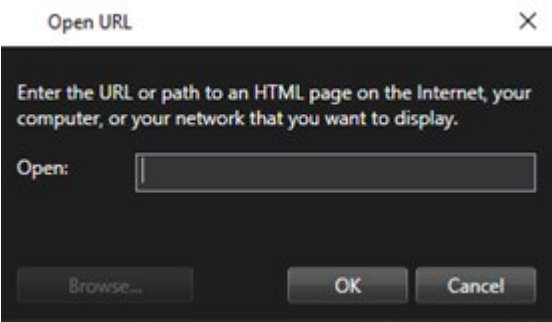 Open URL
Enter the URL or path to an HTML page on the Internet, your
computer, or your network that you want to display.
Open:
Browse...
OK
Cancel